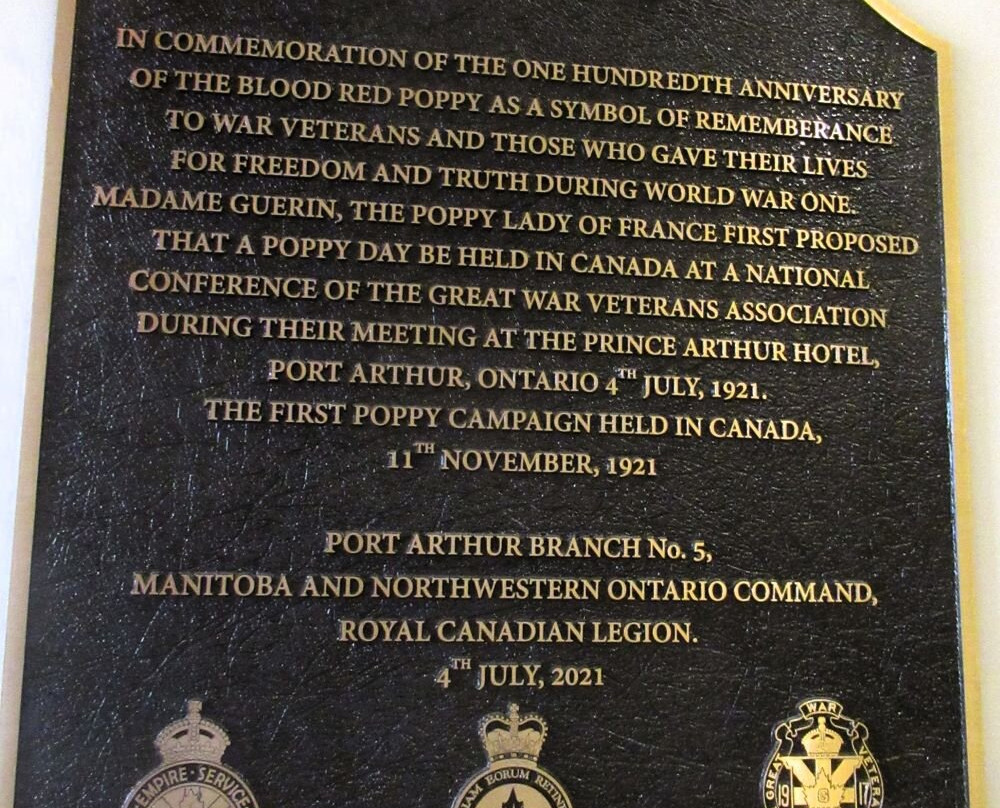 IN COMMEMORATION OF THE ONE HUNDREDTH ANNIVERSARY
OF THE BLOOD RED POPPY AS A SYMBOL OF REMEMBERANCE
TO WAR VETERANS AND THOSE WHO GAVE THEIR LIVES
FOR FREEDOM AND TRUTH DURING WORLD WAR ONE.
MADAME GUERIN, THE POPPY LADY OF FRANCE FIRST PROPOSED
THAT A POPPY DAY BE HELD IN CANADA AT A NATIONAL
CONFERENCE OF THE GREAT WAR VETERANS ASSOCIATION
DURING THEIR MEETING AT THE PRINCE ARTHUR HOTEL,
PORT ARTHUR, ONTARIO 4TH JULY, 1921.
THE FIRST POPPY CAMPAIGN HELD IN CANADA,
11TH NOVEMBER, 1921
PORT ARTHUR BRANCH No. 5,
MANITOBA AND NORTHWESTERN ONTARIO COMMAND,
ROYAL CANADIAN LEGION.
4TH JULY, 2021
EMPIRE · SERVICE
EORUM
GREAT WAR
1917